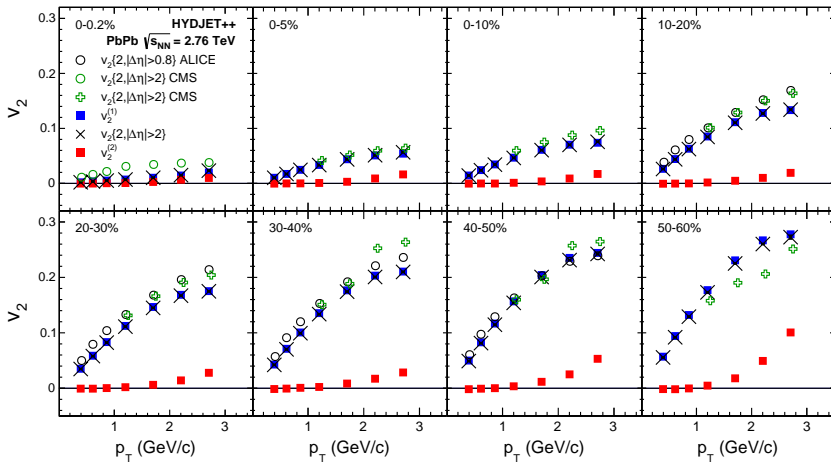 0-0.2%
HYDJET++
PbPb √sNN = 2.76 TeV
v2{2,|Δη|>0.8} ALICE
v2{2,|Δη|>2} CMS
v2{2,|Δη|>2} CMS
v2(1)
v2{2,|Δη|>2}
v2(2)
0-5%
0-10%
10-20%
v2
0.3
0.2
0.1
0
20-30%
30-40%
40-50%
50-60%
v2
0.3
0.2
0.1
0
1 2 3
1 2 3
1 2 3
1 2 3
pT (GeV/c)
pT (GeV/c)
pT (GeV/c)
pT (GeV/c)